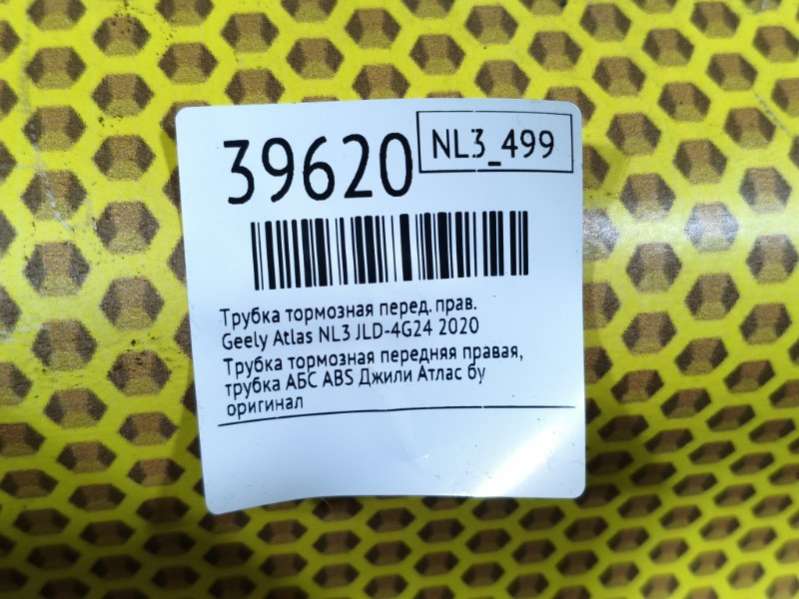 39620
NL3_499
Трубка тормозная перед. прав.
Geely Atlas NL3 JLD-4G24 2020
Трубка тормозная передняя правая,
трубка АБС ABS Джили Атлас бу
оригинал